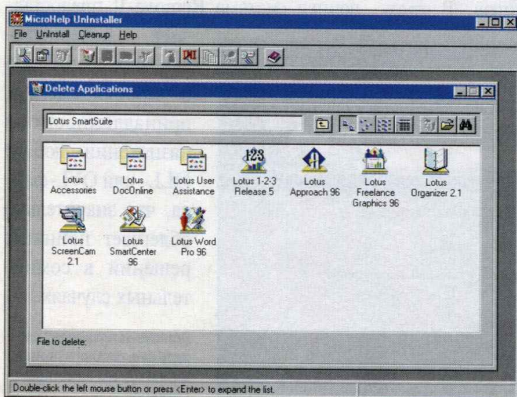 MicroHelp UnInstaller
File UnInstall Cleanup Help
Delete Applications
Lotus SmartSuite
Lotus Accessories
Lotus DocOnline
Lotus User Assistance
Lotus 1-2-3 Release 5
Lotus Approach 96
Lotus Freelance Graphics 96
Lotus Organizer 2.1
Lotus ScreenCam 2.1
Lotus SmartCenter 96
Lotus Word Pro 96
File to delete:
Double-click the left mouse button or press <Enter> to expand the list.